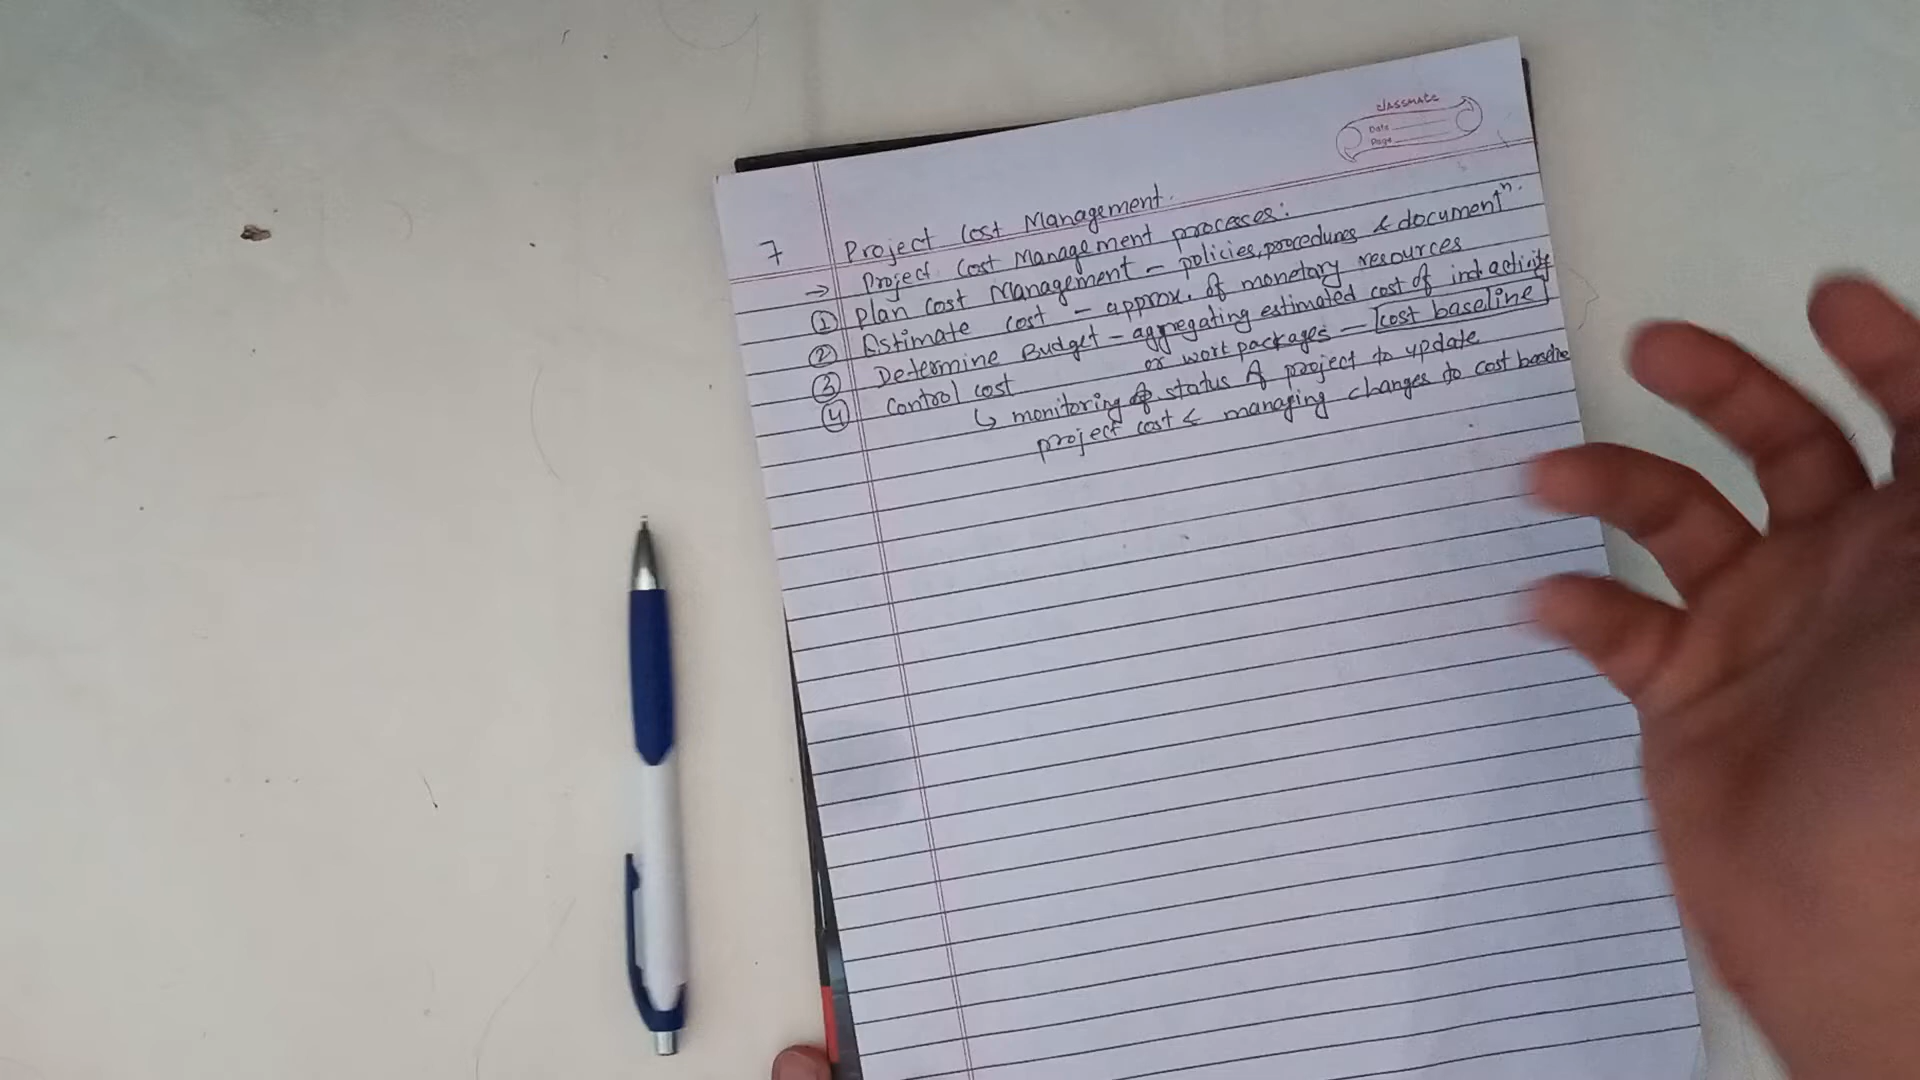 classmate
Date
Page
7 Project Cost Management.
→ Project Cost Management processes:
① Plan Cost Management - policies, procedures & documentⁿ.
② Estimate cost - approx. of monetary resources
③ Determine Budget - aggregating estimated cost of ind activity
or work packages - cost baseline
④ Control cost
↳ monitoring status of project to update
project cost & managing changes to cost baseline